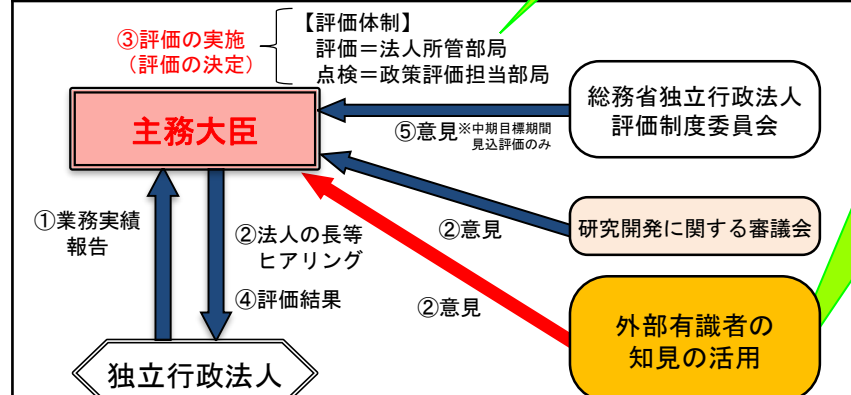 ③評価の実施
（評価の決定）
【評価体制】
評価＝法人所管部局
点検＝政策評価担当部局
主務大臣
⑤意見※中期目標期間
見込評価のみ
総務省独立行政法人
評価制度委員会
①業務実績
報告
②法人の長等
ヒアリング
④評価結果
②意見
研究開発に関する審議会
②意見
外部有識者の
知見の活用
独立行政法人